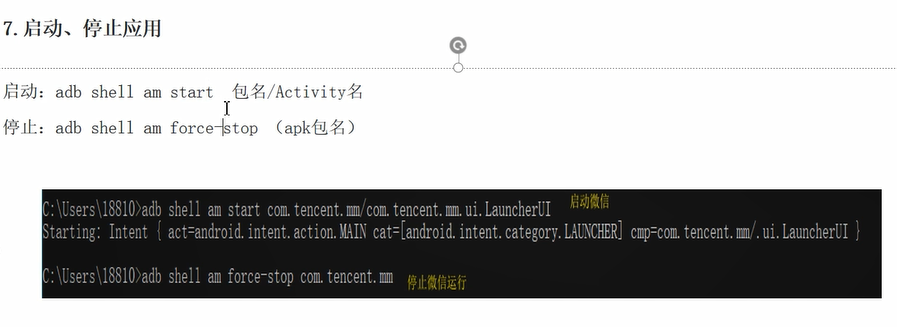 7.启动、停止应用
启动：adb shell am start  包名/Activity名
停止：adb shell am force-stop （apk包名）
C:\Users\18810>adb shell am start com.tencent.mm/com.tencent.mm.ui.LauncherUI 启动微信
Starting: Intent { act=android.intent.action.MAIN cat=[android.intent.category.LAUNCHER] cmp=com.tencent.mm/.ui.LauncherUI }
C:\Users\18810>adb shell am force-stop com.tencent.mm 停止微信运行